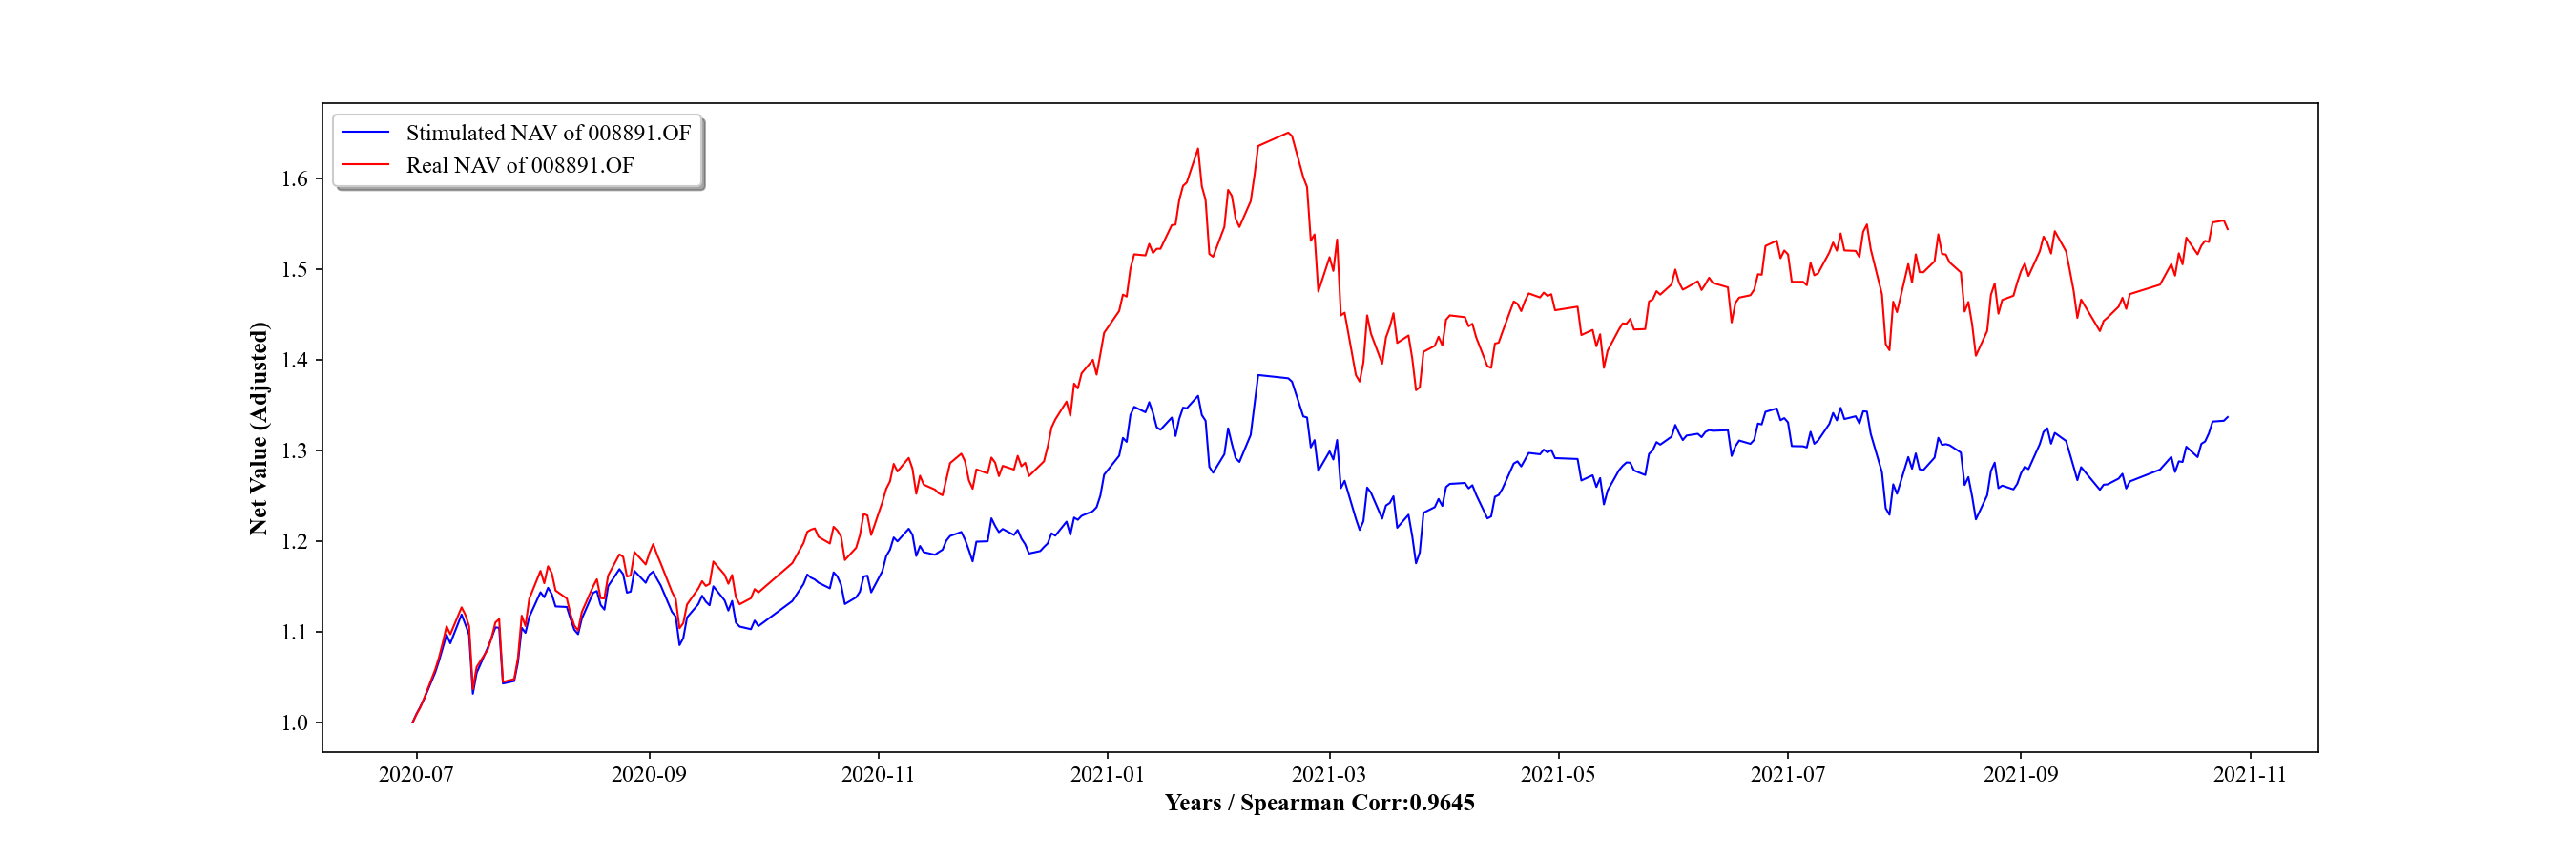 Stimulated NAV of 008891.OF
Real NAV of 008891.OF
1.6
1.5
1.4
1.3
1.2
1.1
1.0
Net Value (Adjusted)
2020-07 2020-09 2020-11 2021-01 2021-03 2021-05 2021-07 2021-09 2021-11
Years / Spearman Corr:0.9645